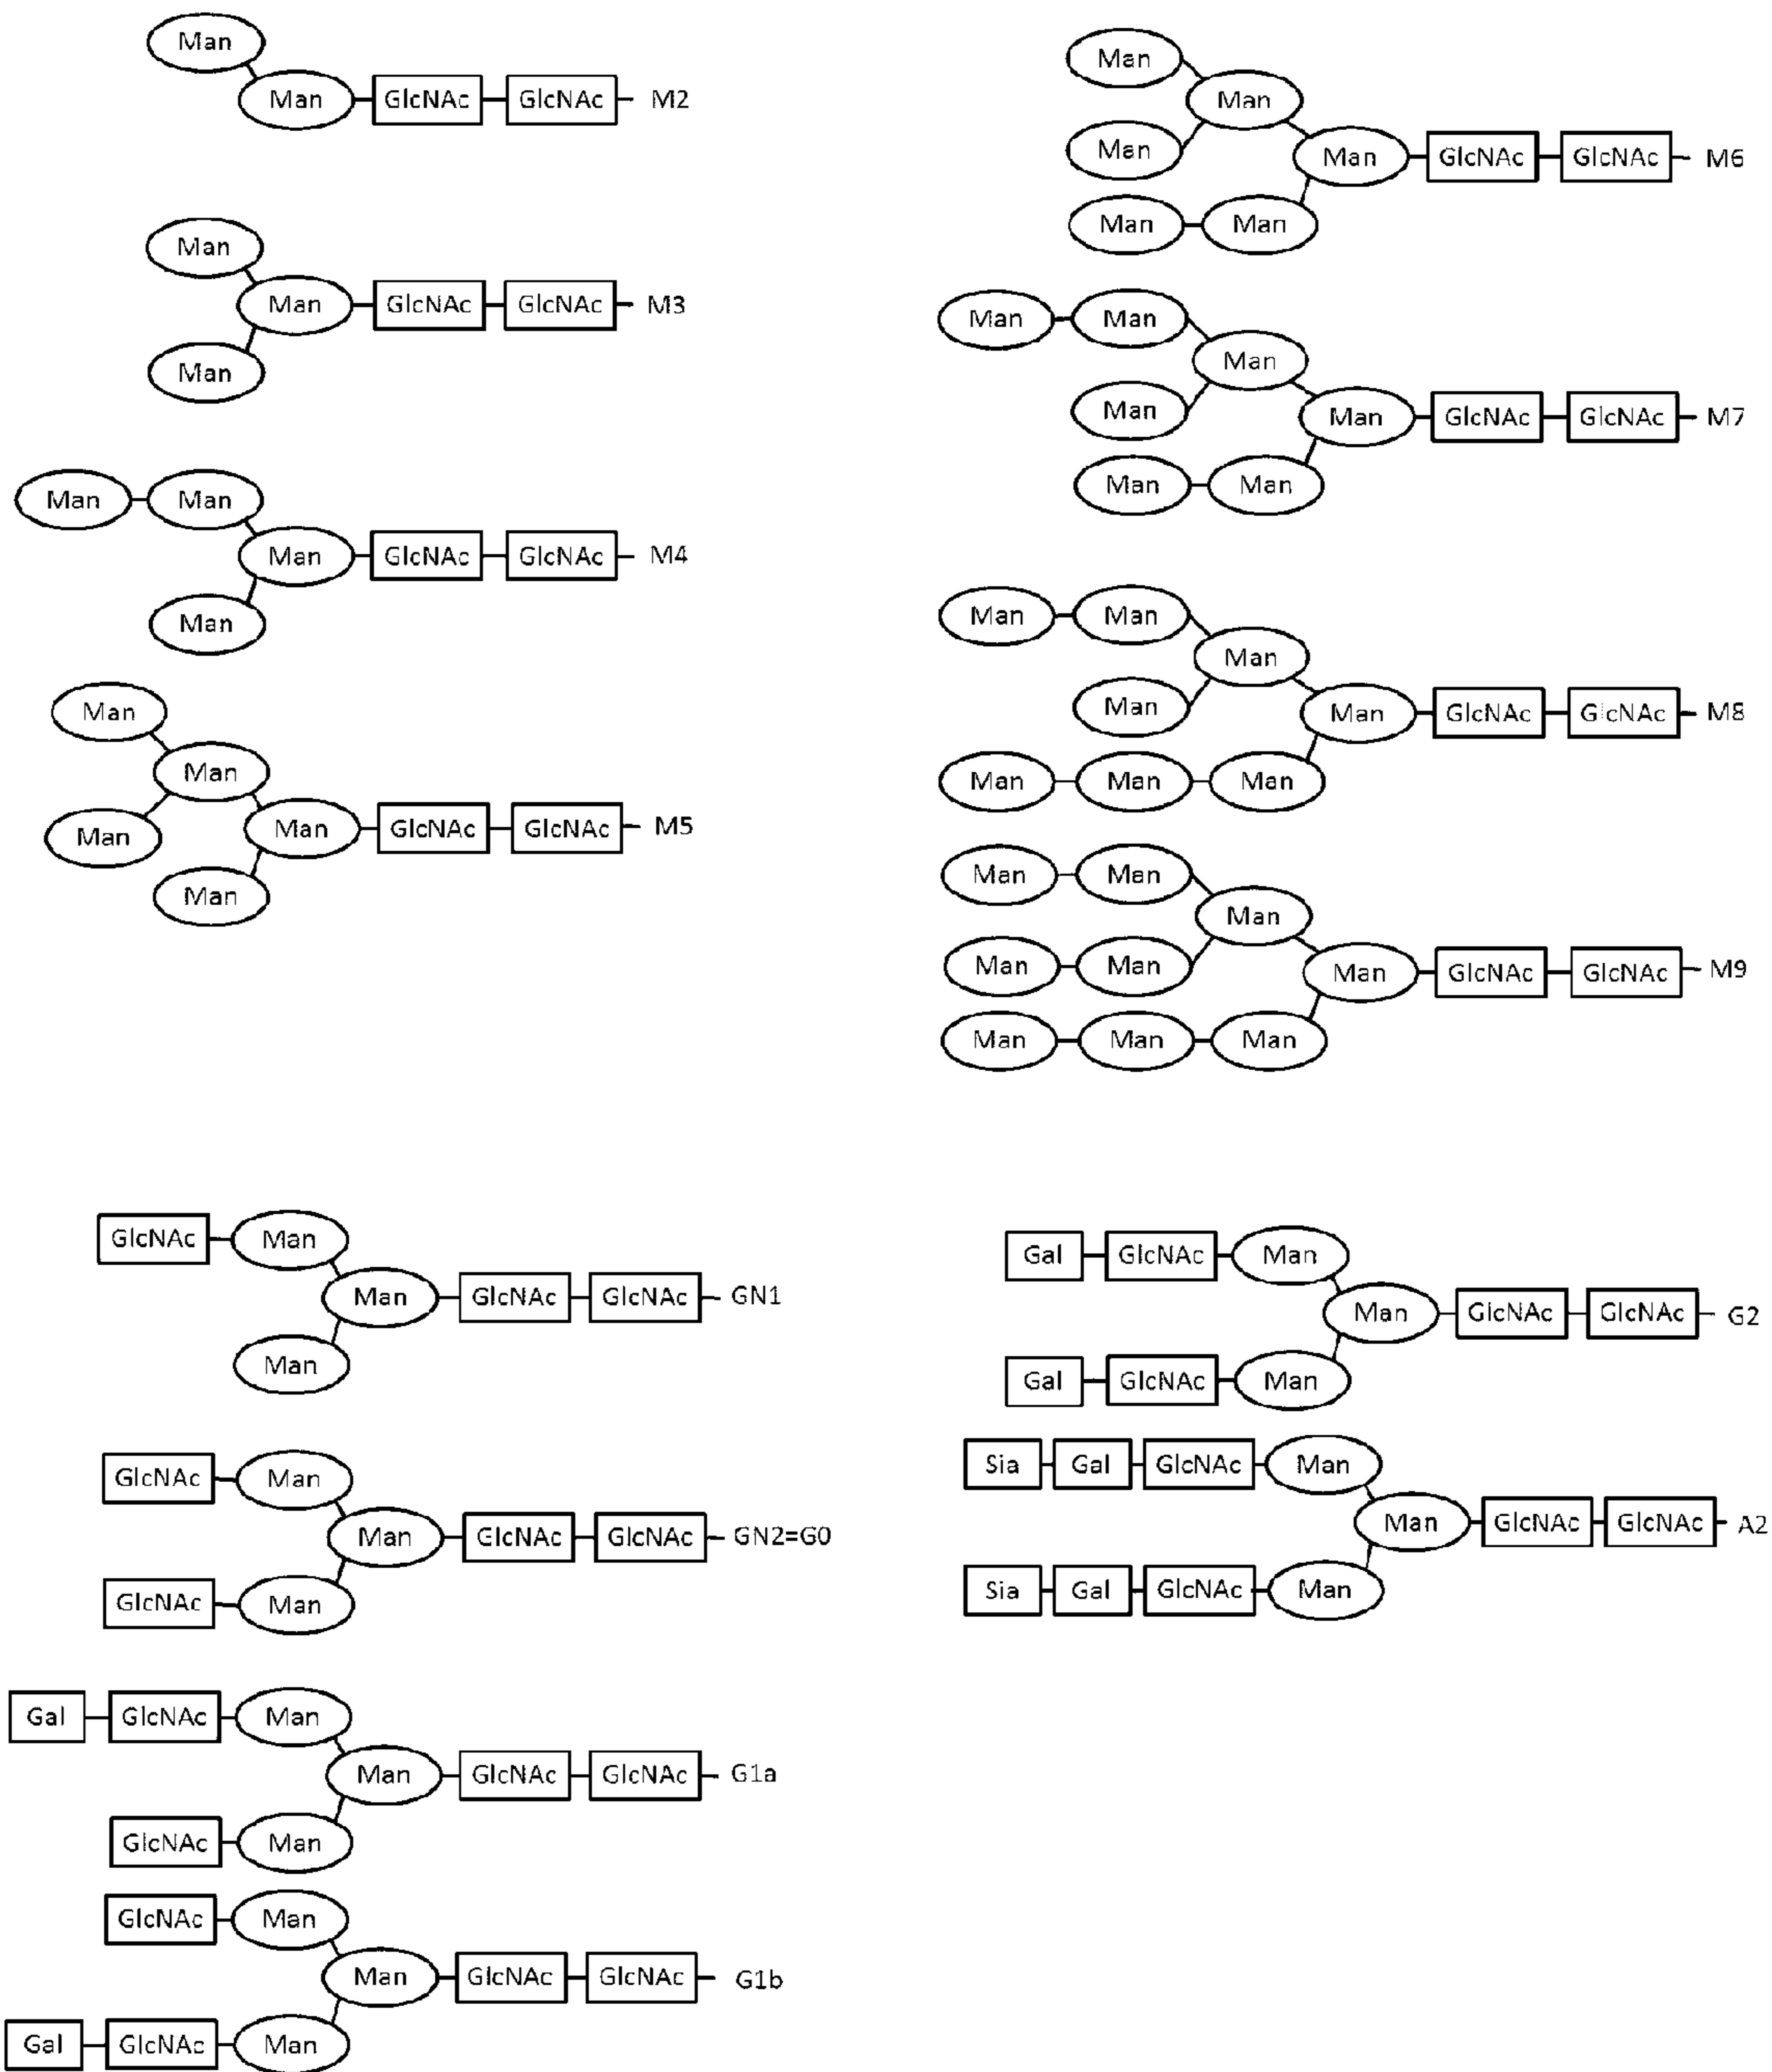 Man
Man GlcNAc GlcNAc M2
Man
Man GlcNAc GlcNAc M3
Man
Man Man
Man GlcNAc GlcNAc M4
Man
Man
Man
Man
Man GlcNAc GlcNAc M5
Man
Man
Man
Man
Man GlcNAc GlcNAc M6
Man Man
Man Man
Man
Man
Man GlcNAc GlcNAc M7
Man Man
Man Man
Man
Man
Man GlcNAc GlcNAc M8
Man Man Man
Man Man
Man
Man Man
Man GlcNAc GlcNAc M9
Man Man Man
GlcNAc Man
Man GlcNAc GlcNAc GN1
Man
GlcNAc Man
Man GlcNAc GlcNAc GN2=G0
GlcNAc Man
Gal GlcNAc Man
Man GlcNAc GlcNAc G1a
GlcNAc Man
GlcNAc Man
Man GlcNAc GlcNAc G1b
Gal GlcNAc Man
Gal GlcNAc Man
Man GlcNAc GlcNAc G2
Gal GlcNAc Man
Sia Gal GlcNAc Man
Man GlcNAc GlcNAc A2
Sia Gal GlcNAc Man